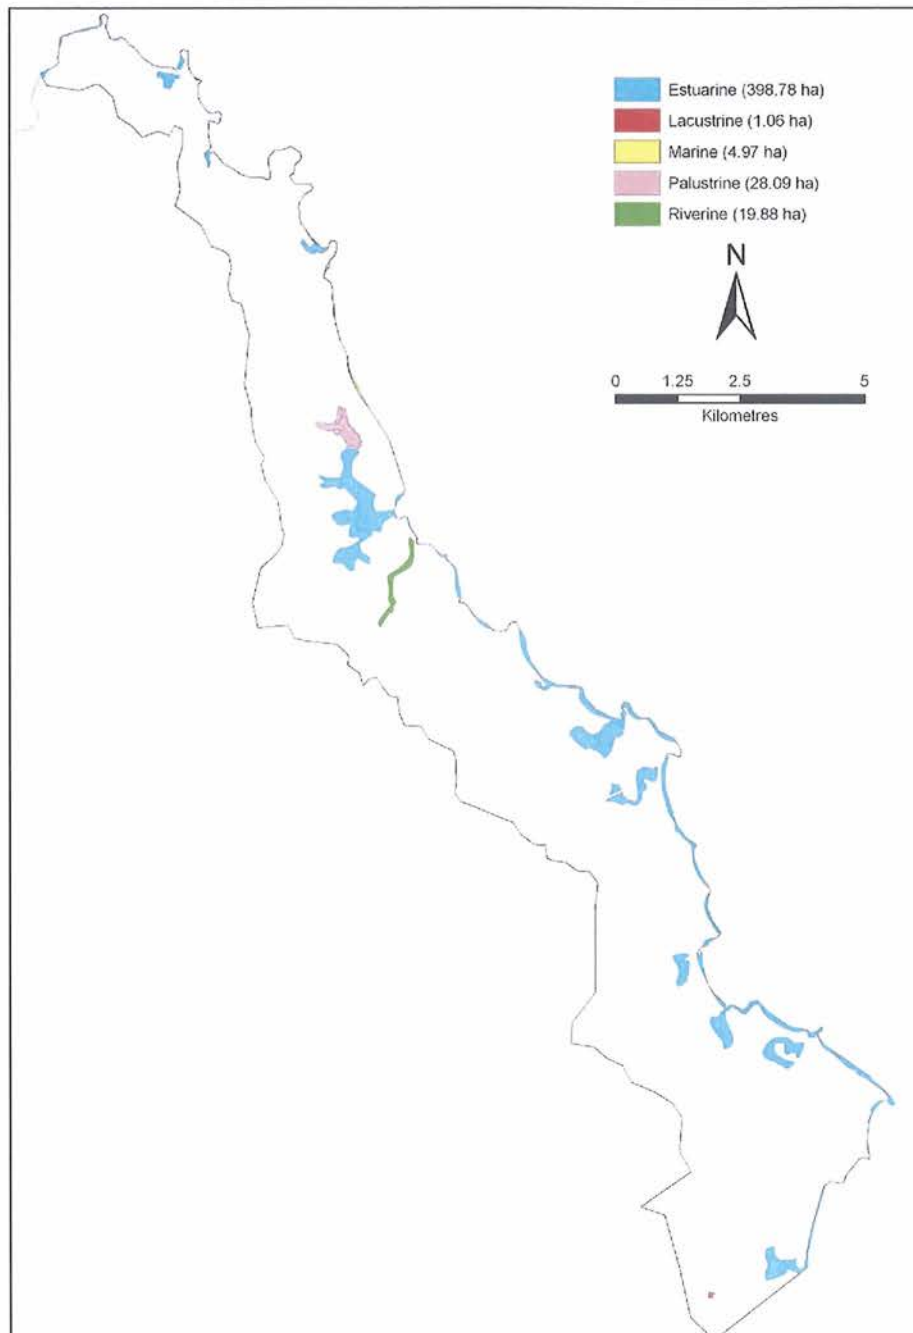 Estuarine (398.78 ha)
Lacustrine (1.06 ha)
Marine (4.97 ha)
Palustrine (28.09 ha)
Riverine (19.88 ha)
N
0 1.25 2.5 5
Kilometres